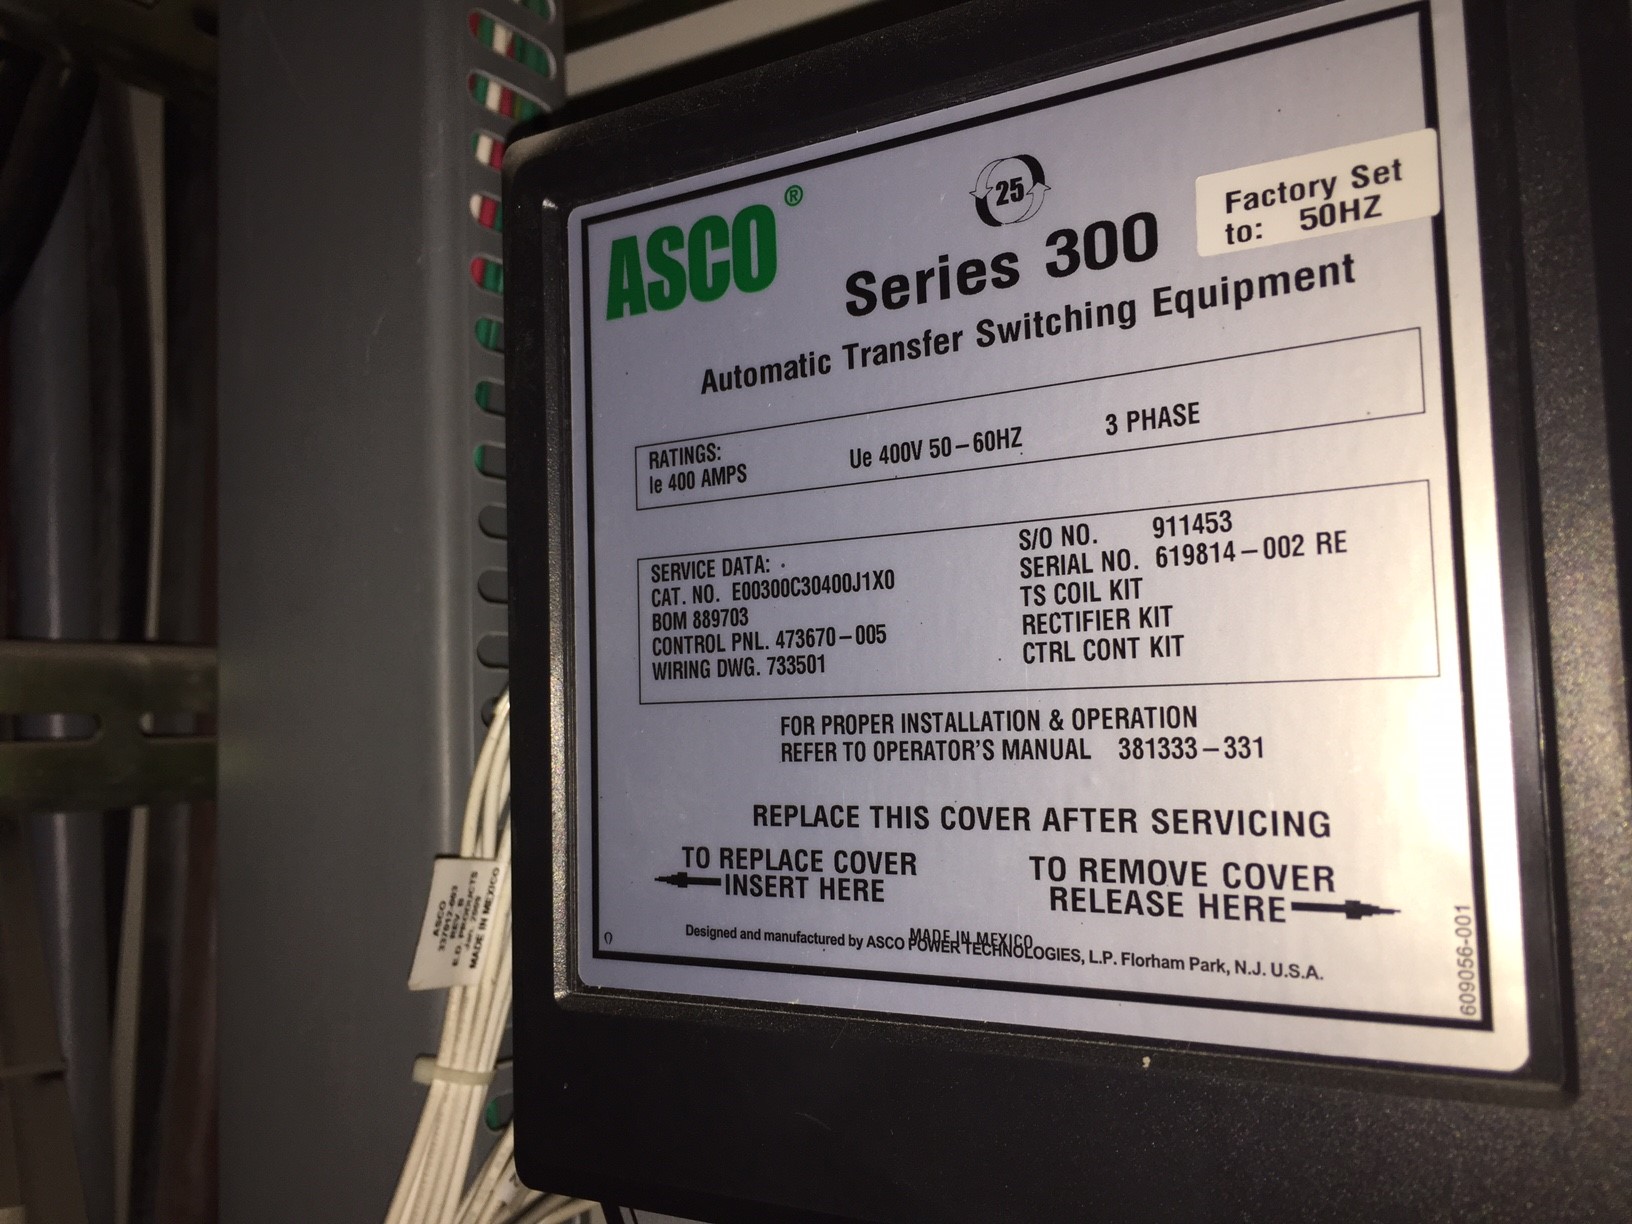 ASCO®
25
Series 300
Factory Set
to: 50HZ
Automatic Transfer Switching Equipment
RATINGS:
Ie 400 AMPS
Ue 400V 50-60HZ
3 PHASE
SERVICE DATA:
CAT. NO. E00300C30400J1X0
BOM 889703
CONTROL PNL. 473670-005
WIRING DWG. 733501
S/O NO. 911453
SERIAL NO. 619814-002 RE
TS COIL KIT
RECTIFIER KIT
CTRL CONT KIT
FOR PROPER INSTALLATION & OPERATION
REFER TO OPERATOR'S MANUAL 381333-331
REPLACE THIS COVER AFTER SERVICING
TO REPLACE COVER
INSERT HERE
TO REMOVE COVER
RELEASE HERE
MADE IN MEXICO
Designed and manufactured by ASCO POWER TECHNOLOGIES, L.P. Florham Park, N.J. U.S.A.
609056-001
ASCO
REV. B
E.D. PRODUCTS
MADE IN MEXICO